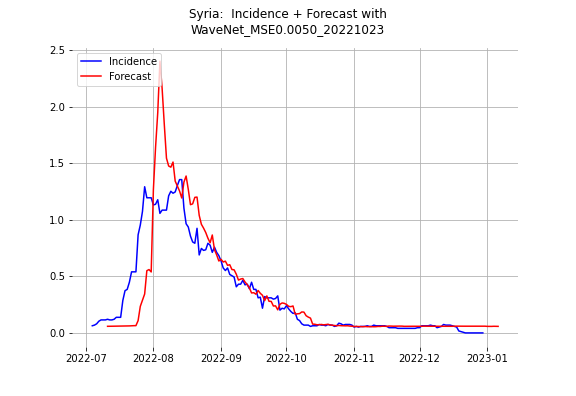 Syria:  Incidence + Forecast with
WaveNet_MSE0.0050_20221023
Incidence
Forecast
2.5
2.0
1.5
1.0
0.5
0.0
2022-07 2022-08 2022-09 2022-10 2022-11 2022-12 2023-01